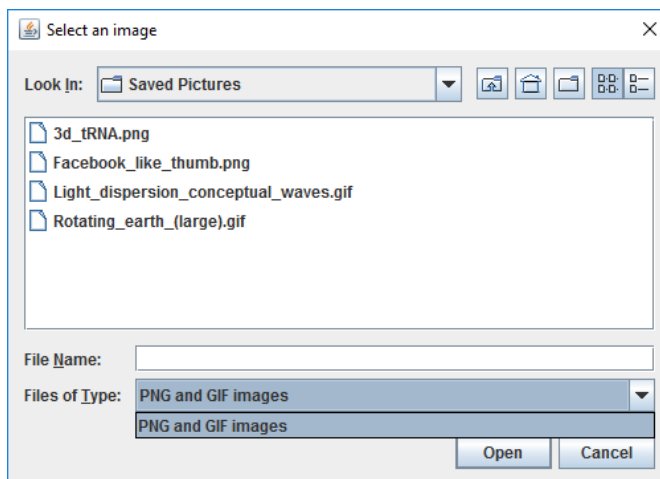 Select an image
Look In: Saved Pictures
3d_tRNA.png
Facebook_like_thumb.png
Light_dispersion_conceptual_waves.gif
Rotating_earth_(large).gif
File Name:
Files of Type: PNG and GIF images
PNG and GIF images
Open Cancel